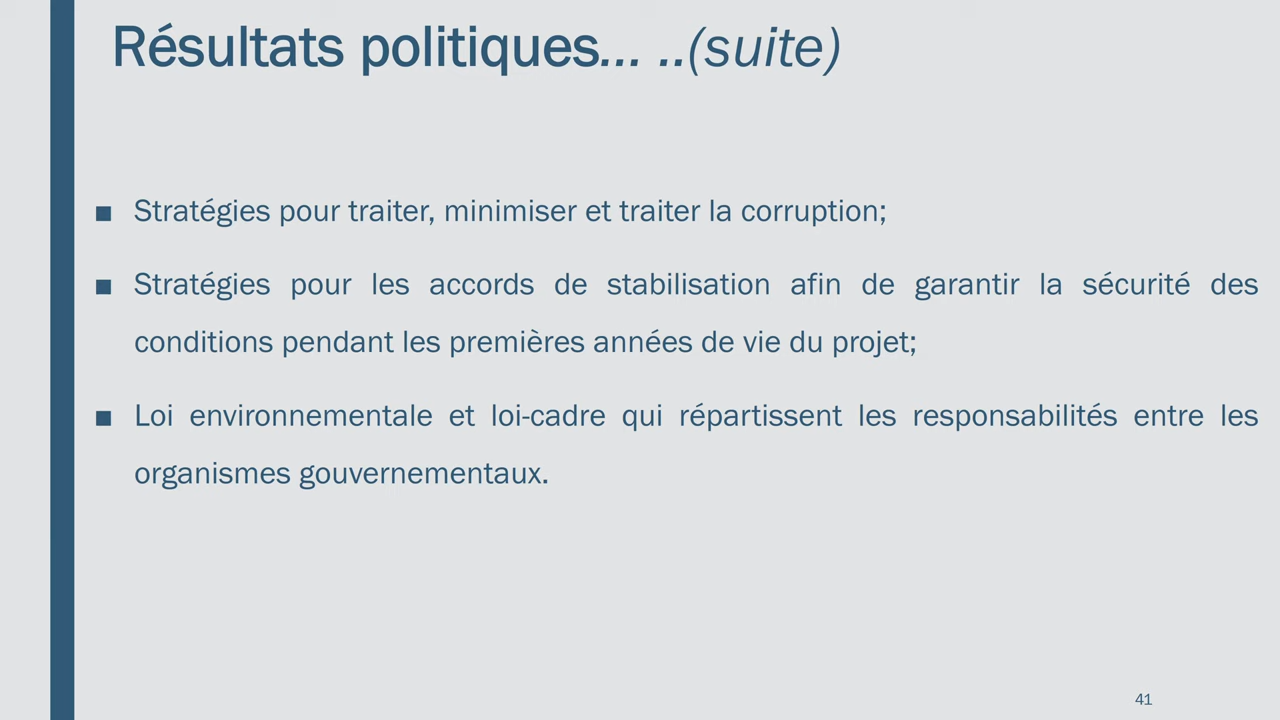 Résultats politiques... ..(suite)
■ Stratégies pour traiter, minimiser et traiter la corruption;
■ Stratégies pour les accords de stabilisation afin de garantir la sécurité des
conditions pendant les premières années de vie du projet;
■ Loi environnementale et loi-cadre qui répartissent les responsabilités entre les
organismes gouvernementaux.
41